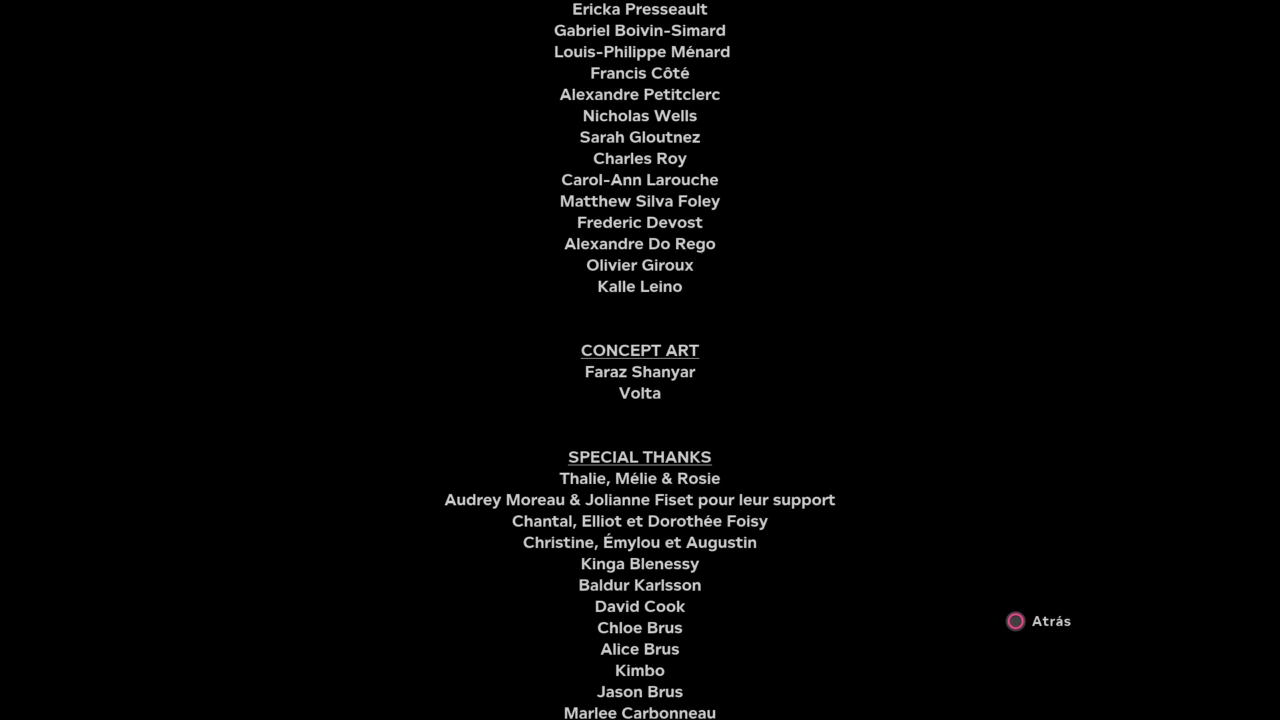 Ericka Presseault
Gabriel Boivin-Simard
Louis-Philippe Ménard
Francis Côté
Alexandre Petitclerc
Nicholas Wells
Sarah Gloutnez
Charles Roy
Carol-Ann Larouche
Matthew Silva Foley
Frederic Devost
Alexandre Do Rego
Olivier Giroux
Kalle Leino
CONCEPT ART
Faraz Shanyar
Volta
SPECIAL THANKS
Thalie, Mélie & Rosie
Audrey Moreau & Jolianne Fiset pour leur support
Chantal, Elliot et Dorothée Foisy
Christine, Émylou et Augustin
Kinga Blenessy
Baldur Karlsson
David Cook
Chloe Brus
Atrás
Alice Brus
Kimbo
Jason Brus
Marlee Carbonneau